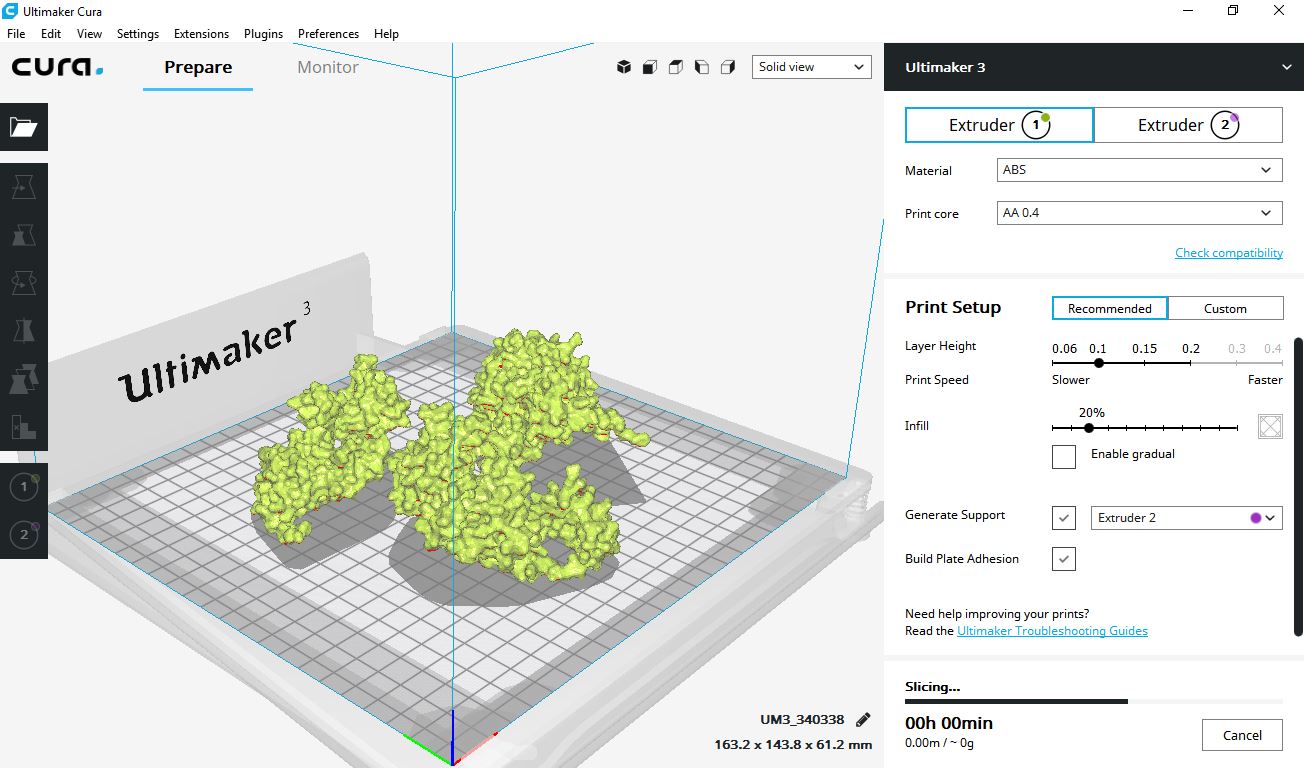 Ultimaker Cura
File Edit View Settings Extensions Plugins Preferences Help
cura.
Prepare
Monitor
Solid view
Ultimaker 3
Ultimaker 3
1
2
UM3_340338
163.2 x 143.8 x 61.2 mm
Extruder 1
Extruder 2
Material
ABS
Print core
AA 0.4
Check compatibility
Print Setup
Recommended
Custom
Layer Height
0.06 0.1 0.15 0.2 0.3 0.4
Print Speed
Slower
Faster
20%
Infill
Enable gradual
Generate Support
Extruder 2
Build Plate Adhesion
Need help improving your prints?
Read the Ultimaker Troubleshooting Guides
Slicing...
00h 00min
0.00m / ~ 0g
Cancel